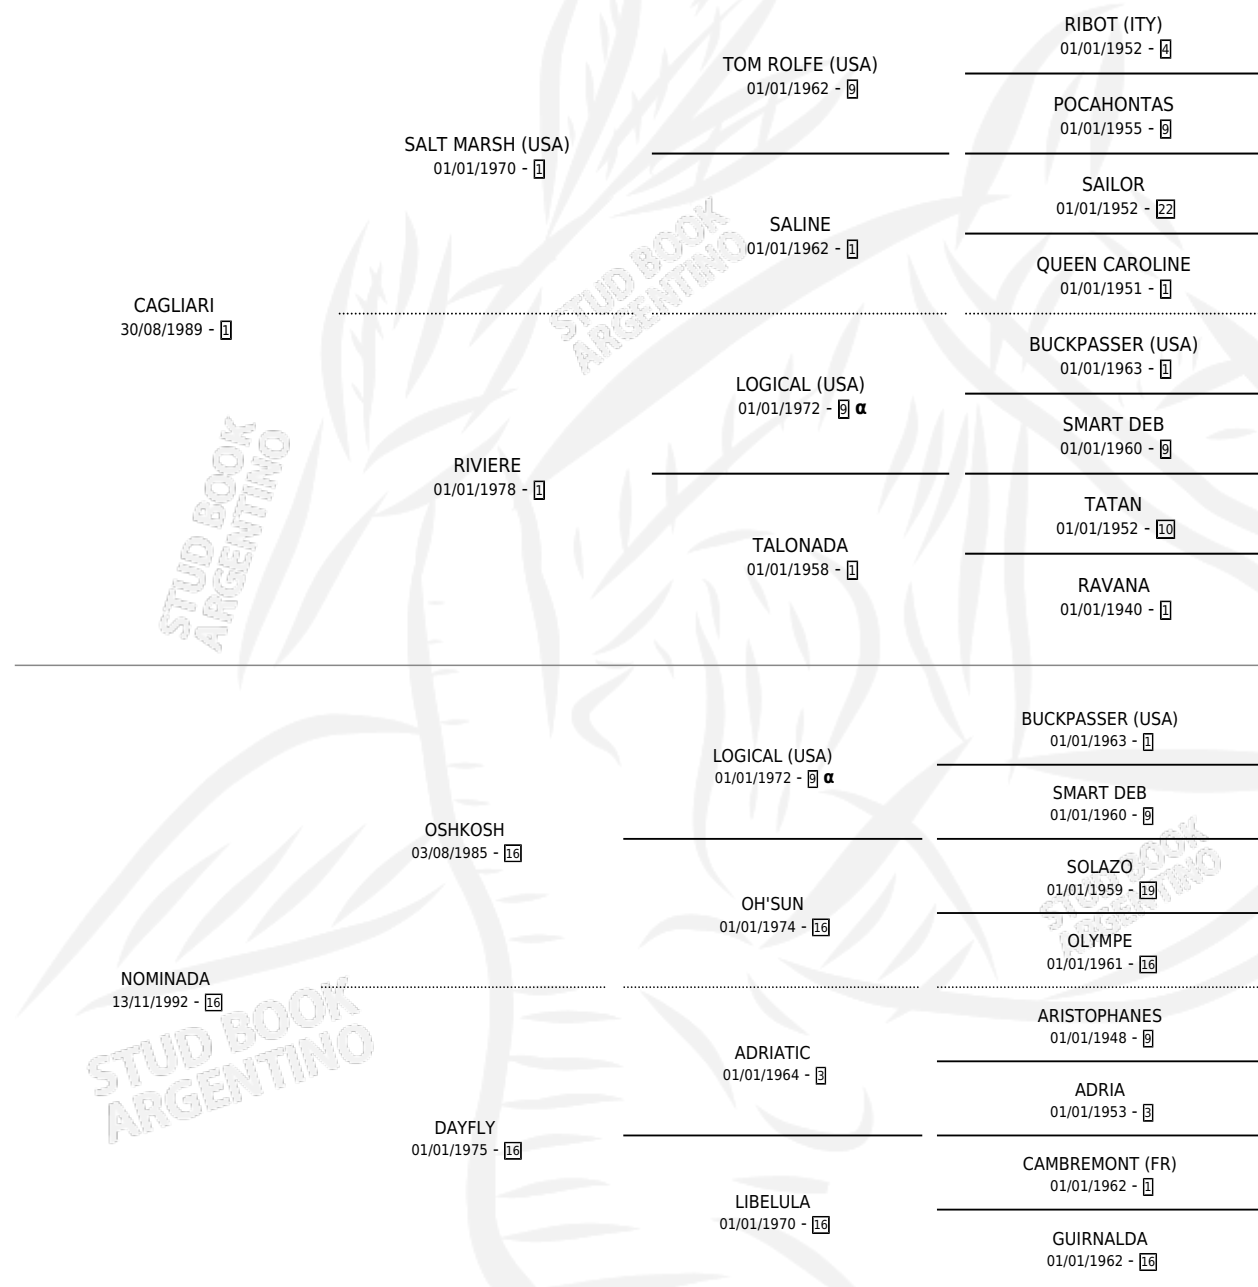 RIBOT (ITY)
01/01/1952 - 4
TOM ROLFE (USA)
01/01/1962 - 9
POCAHONTAS
01/01/1955 - 9
SALT MARSH (USA)
01/01/1970 - 1
SAILOR
01/01/1952 - 22
SALINE
01/01/1962 - 1
QUEEN CAROLINE
01/01/1951 - 1
STUD BOOK
ARGENTINO
CAGLIARI
30/08/1989 - 1
BUCKPASSER (USA)
01/01/1963 - 1
LOGICAL (USA)
01/01/1972 - 9 α
SMART DEB
01/01/1960 - 9
RIVIERE
01/01/1978 - 1
TATAN
01/01/1952 - 10
TALONADA
01/01/1958 - 1
RAVANA
01/01/1940 - 1
STUD BOOK
ARGENTINO
BUCKPASSER (USA)
01/01/1963 - 1
LOGICAL (USA)
01/01/1972 - 9 α
SMART DEB
01/01/1960 - 9
OSHKOSH
03/08/1985 - 16
SOLAZO
01/01/1959 - 19
OH'SUN
01/01/1974 - 16
OLYMPE
01/01/1961 - 16
STUD BOOK
ARGENTINO
NOMINADA
13/11/1992 - 16
ARISTOPHANES
01/01/1948 - 9
ADRIATIC
01/01/1964 - 3
ADRIA
01/01/1953 - 3
DAYFLY
01/01/1975 - 16
CAMBREMONT (FR)
01/01/1962 - 1
LIBELULA
01/01/1970 - 16
GUIRNALDA
01/01/1962 - 16
STUD BOOK
ARGENTINO